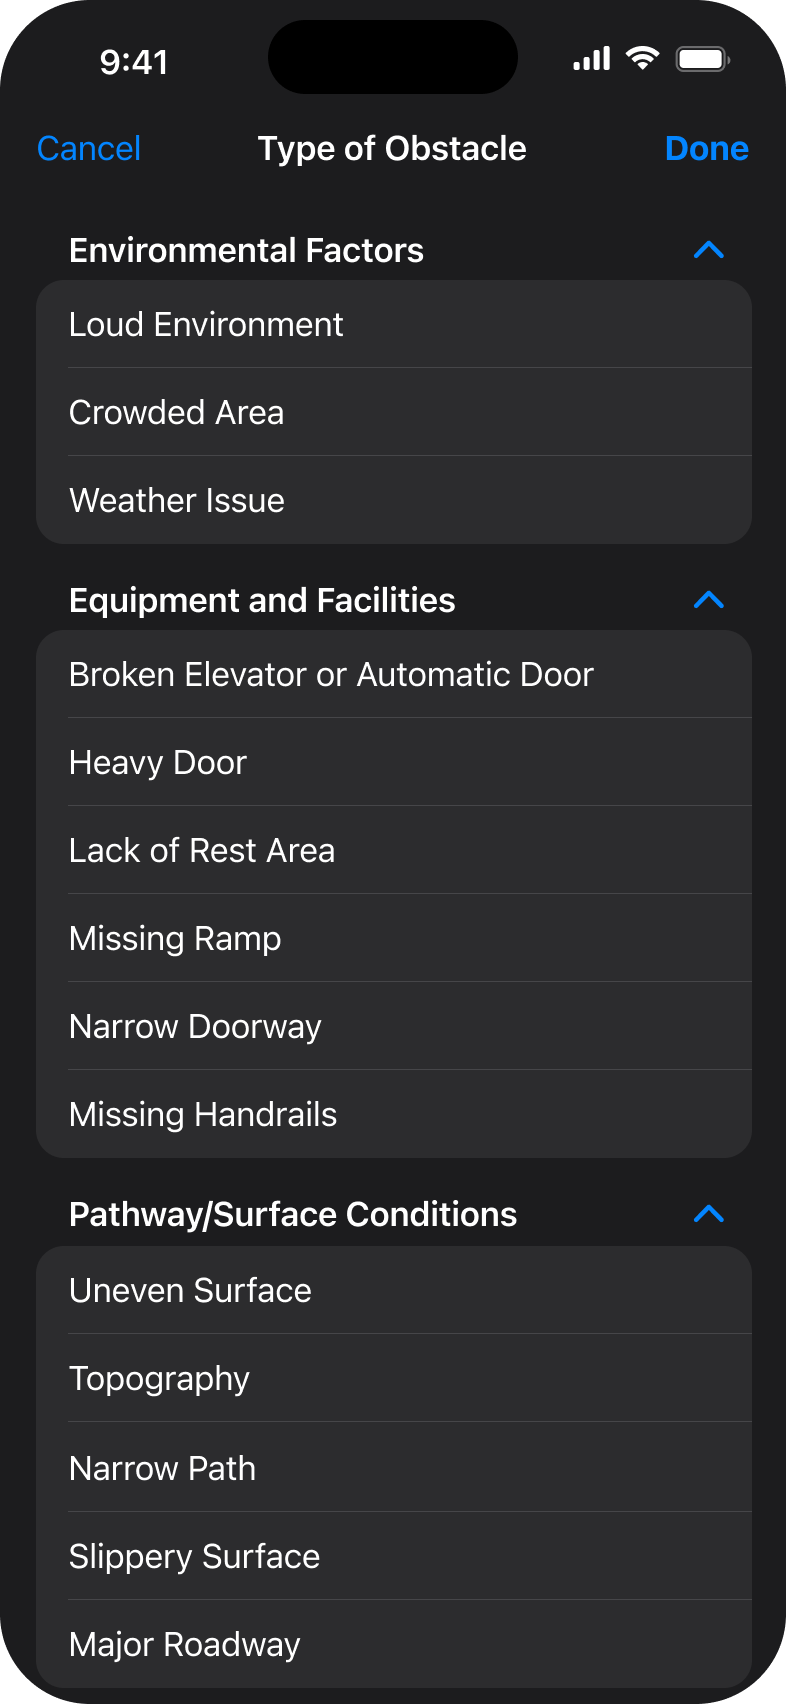 9:41
Cancel
Type of Obstacle
Done
Environmental Factors
Loud Environment
Crowded Area
Weather Issue
Equipment and Facilities
Broken Elevator or Automatic Door
Heavy Door
Lack of Rest Area
Missing Ramp
Narrow Doorway
Missing Handrails
Pathway/Surface Conditions
Uneven Surface
Topography
Narrow Path
Slippery Surface
Major Roadway